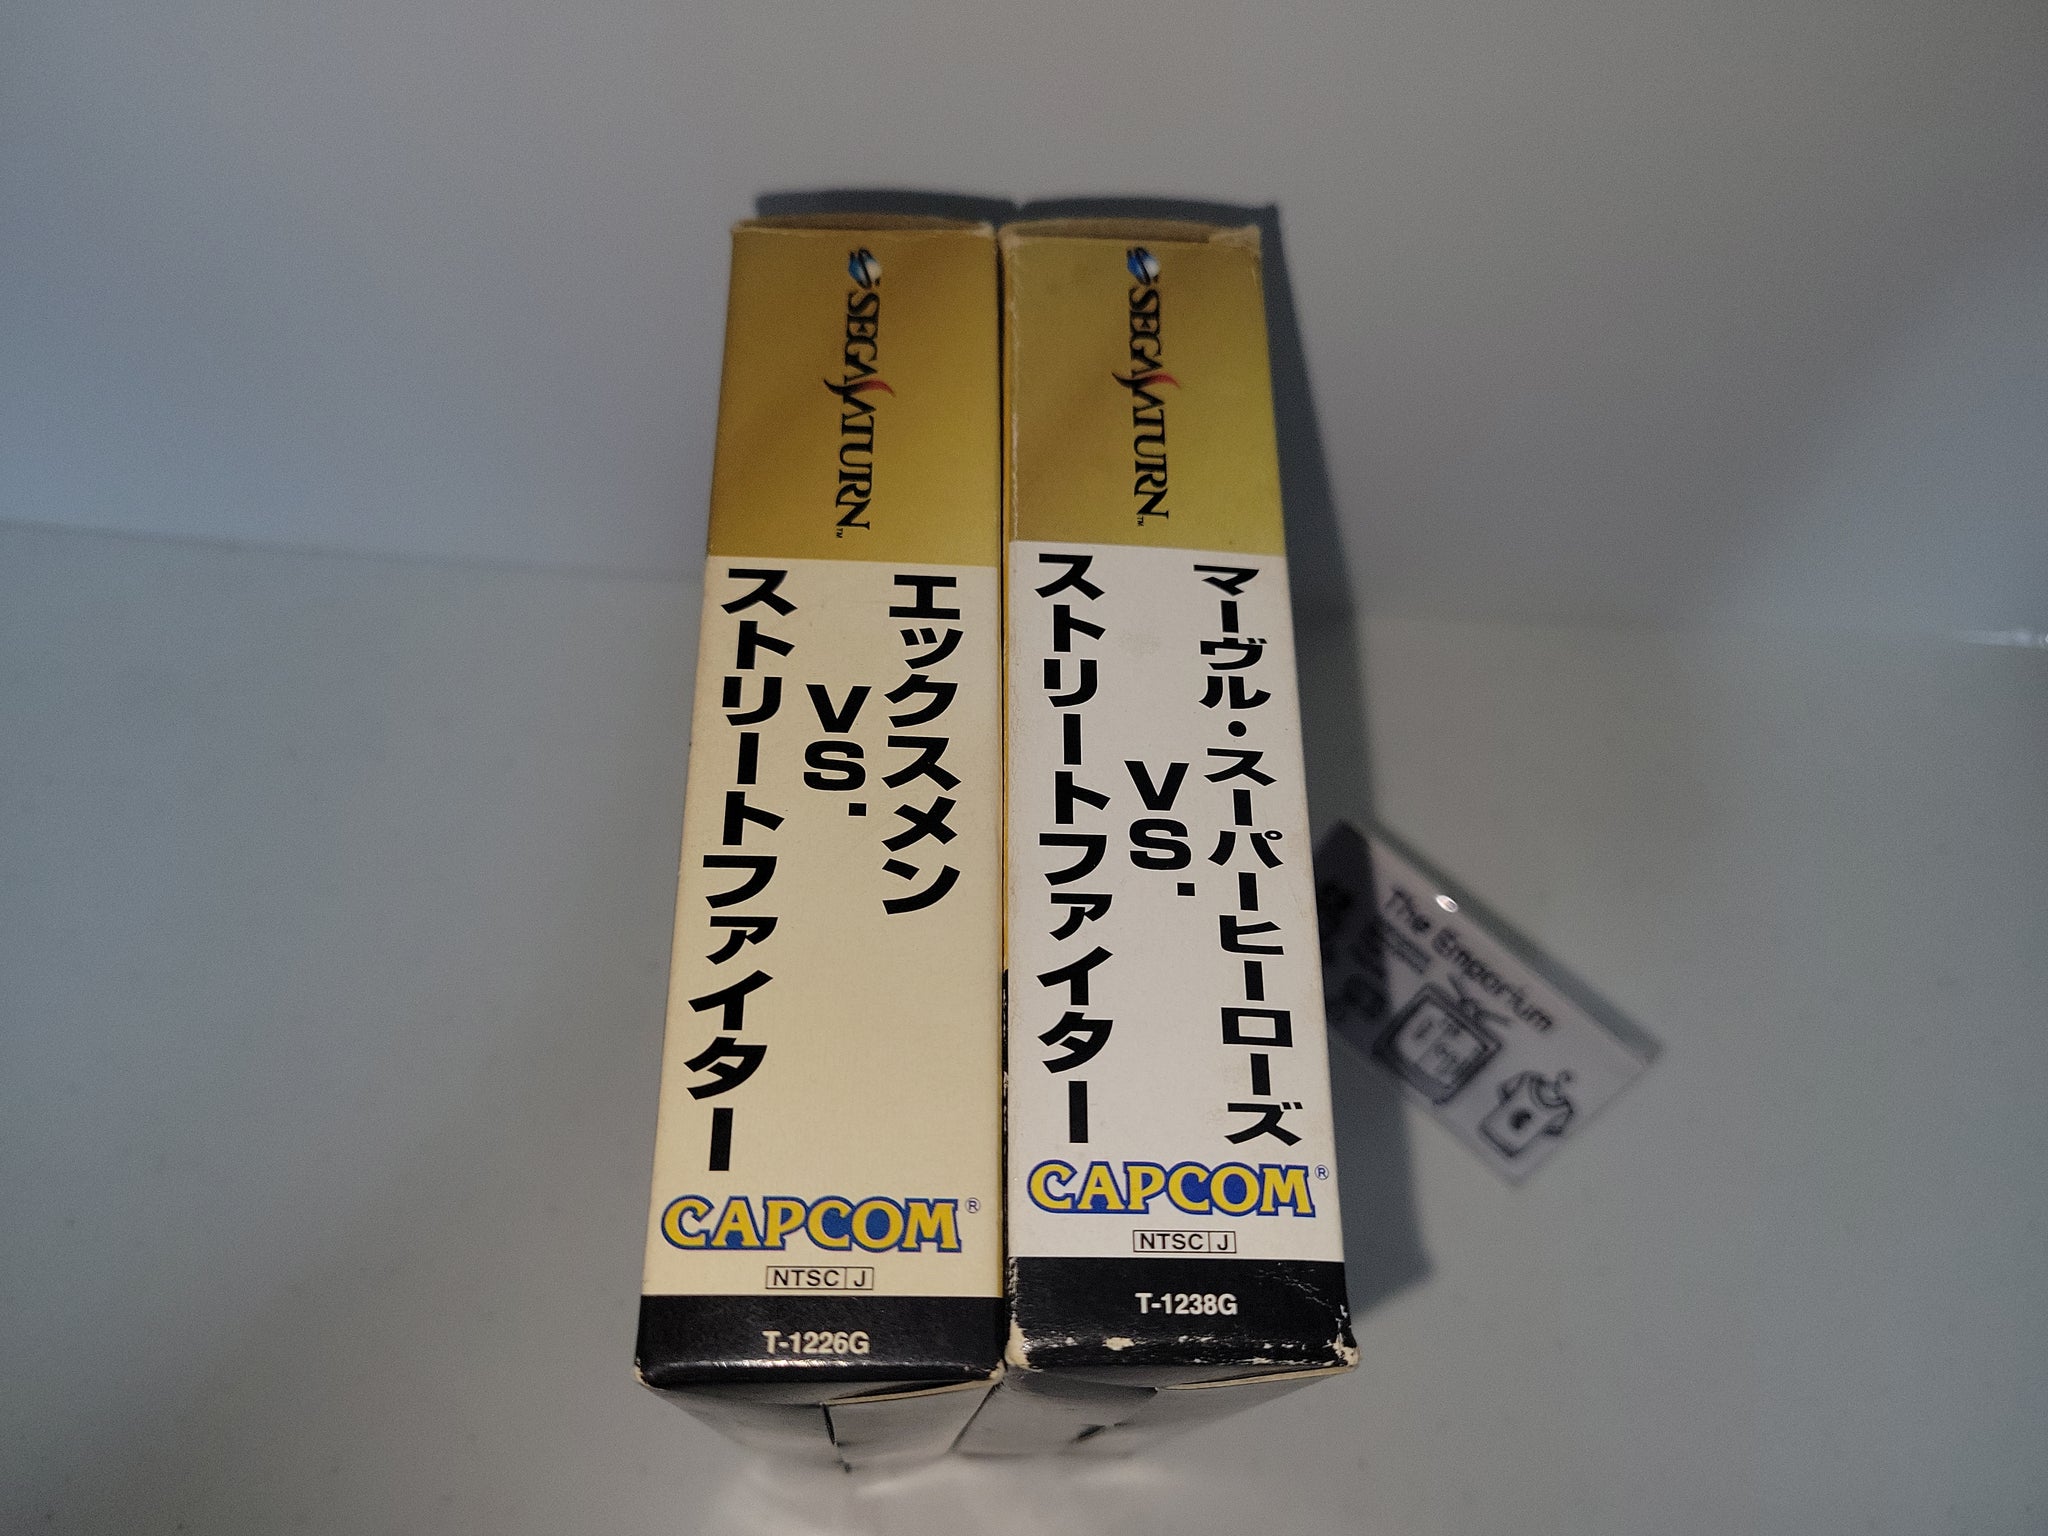 SEGA SATURN™
エックスメン
VS.
ストリートファイター
CAPCOM®
NTSC J
T-1226G
SEGA SATURN™
マーヴル・スーパーヒーローズ
VS.
ストリートファイター
CAPCOM®
NTSC J
T-1238G
The Emporium